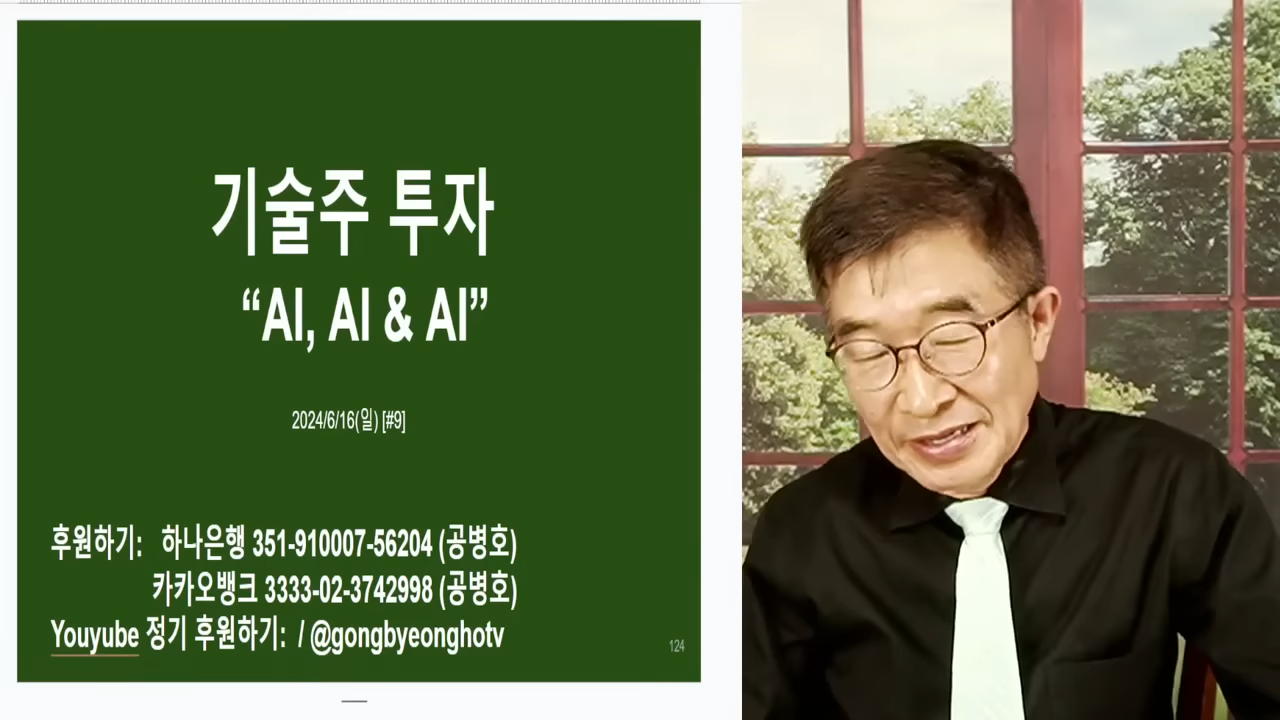 기술주 투자
“AI, AI & AI”
2024/6/16(일) [#9]
후원하기: 하나은행 351-910007-56204 (공병호)
카카오뱅크 3333-02-3742998 (공병호)
Youyube 정기 후원하기: / @gongbyeonghotv
124